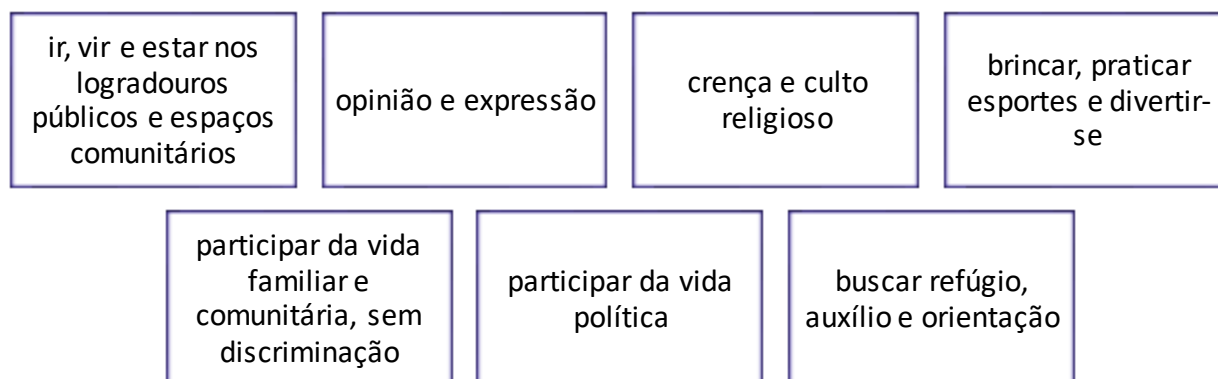 ir, vir e estar nos
logradouros
públicos e espaços
comunitários
opinião e expressão
crença e culto
religioso
brincar, praticar
esportes e divertir-
se
participar da vida
familiar e
comunitária, sem
discriminação
participar da vida
política
buscar refúgio,
auxílio e orientação